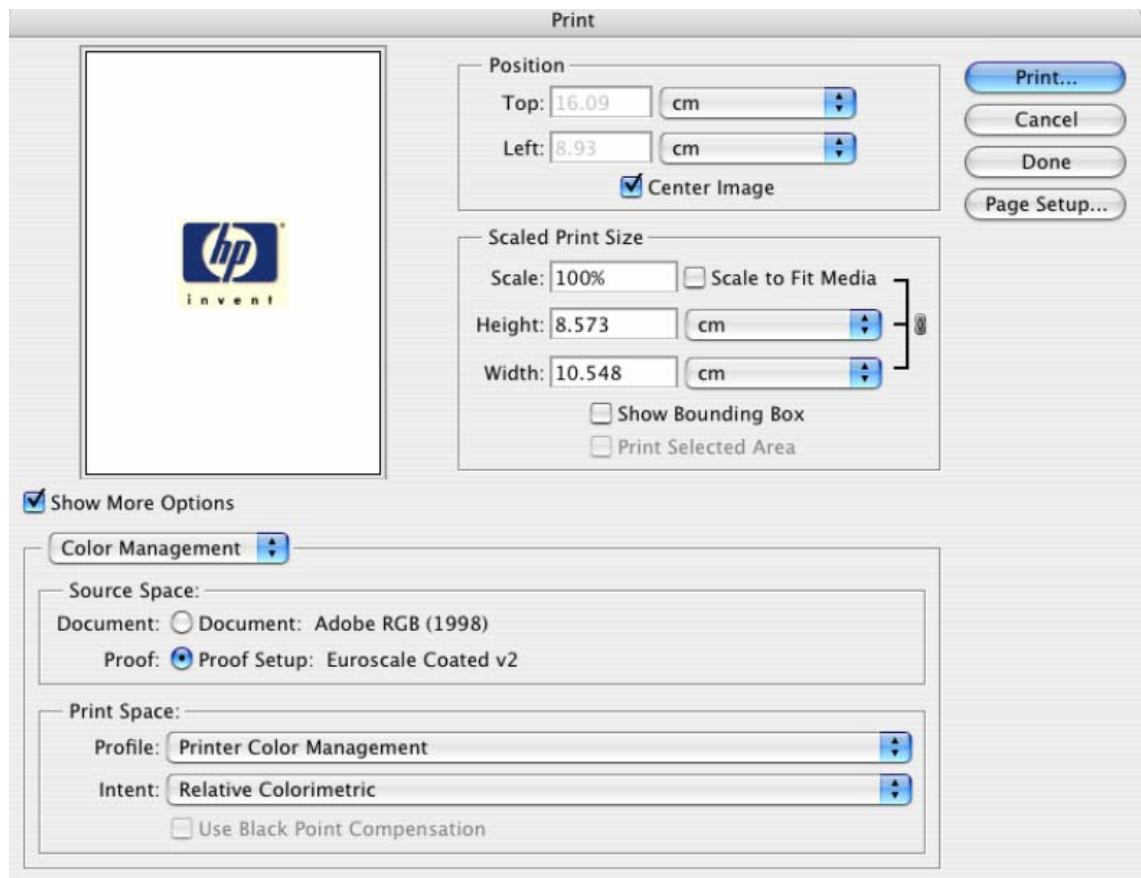 Print
hp
invent
Position
Top: 16.09 cm
Left: 8.93 cm
Center Image
Print...
Cancel
Done
Page Setup...
Scaled Print Size
Scale: 100% Scale to Fit Media
Height: 8.573 cm
Width: 10.548 cm
Show Bounding Box
Print Selected Area
Show More Options
Color Management
Source Space:
Document: Document: Adobe RGB (1998)
Proof: Proof Setup: Euroscale Coated v2
Print Space:
Profile: Printer Color Management
Intent: Relative Colorimetric
Use Black Point Compensation